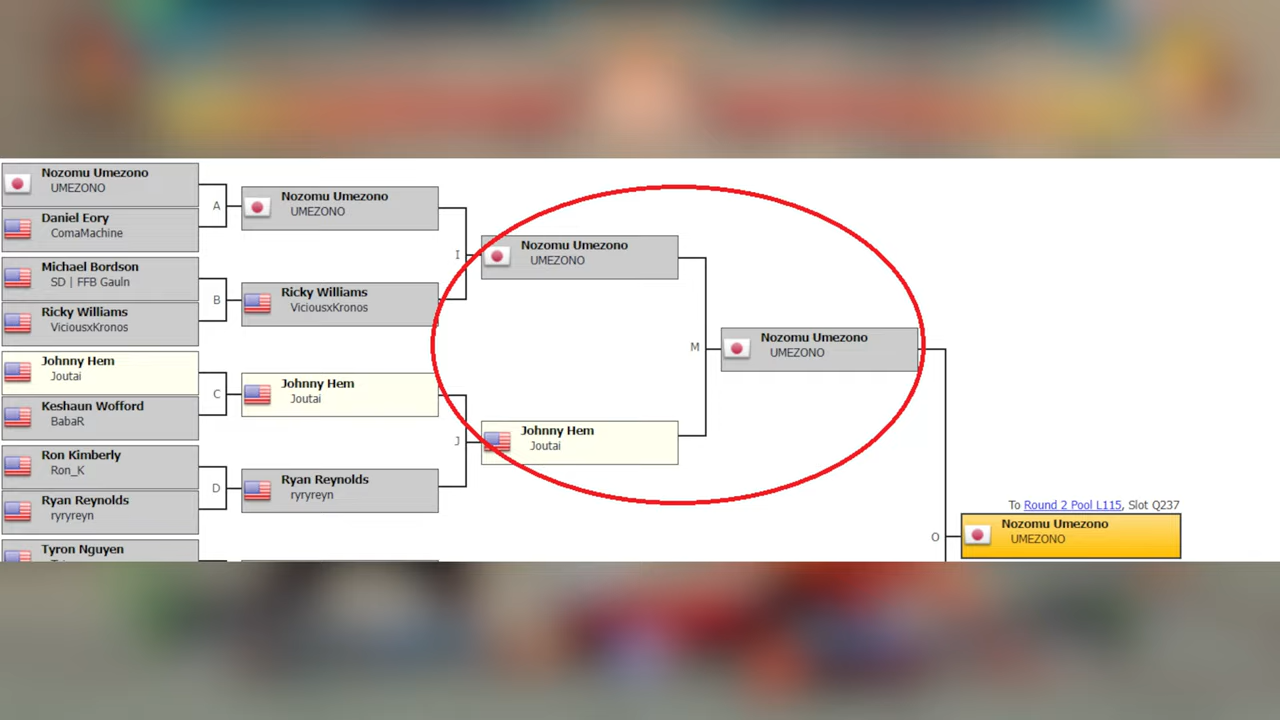 Nozomu Umezono
UMEZONO
A
Daniel Eory
ComaMachine
Michael Bordson
SD | FFB Gauln
B
Ricky Williams
ViciousxKronos
Johnny Hem
Joutai
C
Keshaun Wofford
BabaR
Ron Kimberly
Ron_K
D
Ryan Reynolds
ryryreyn
Tyron Nguyen
Nozomu Umezono
UMEZONO
I
Ricky Williams
ViciousxKronos
Johnny Hem
Joutai
J
Ryan Reynolds
ryryreyn
Nozomu Umezono
UMEZONO
M
Johnny Hem
Joutai
Nozomu Umezono
UMEZONO
O
To Round 2 Pool L115, Slot Q237
Nozomu Umezono
UMEZONO